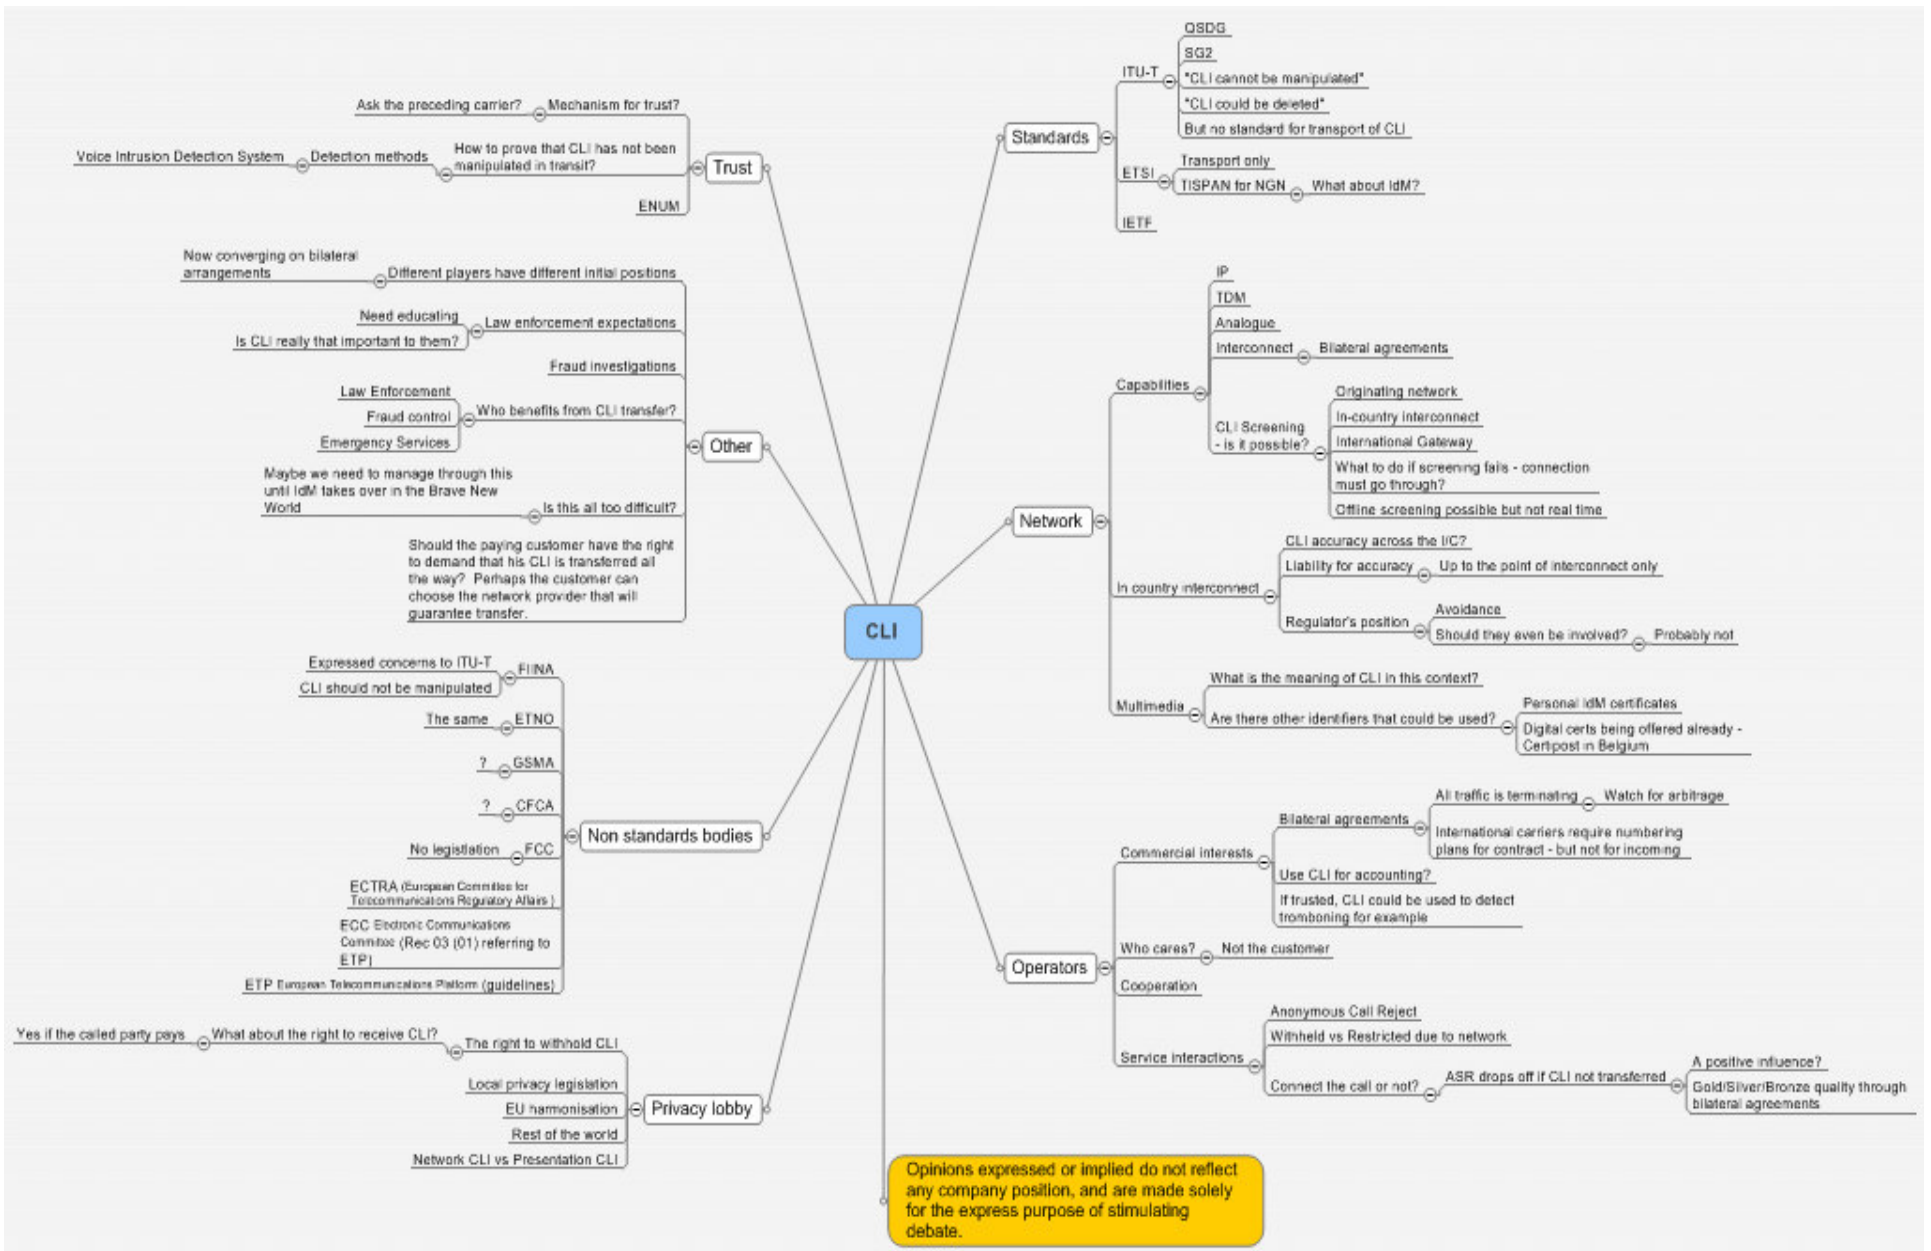 CLI
Trust
Mechanism for trust?
Ask the preceding carrier?
How to prove that CLI has not been
manipulated in transit?
Detection methods
Voice Intrusion Detection System
ENUM
Other
Different players have different initial positions
Now converging on bilateral
arrangements
Law enforcement expectations
Need educating
Is CLI really that important to them?
Fraud investigations
Who benefits from CLI transfer?
Law Enforcement
Fraud control
Emergency Services
Is this all too difficult?
Maybe we need to manage through this
until IdM takes over in the Brave New
World
Should the paying customer have the right
to demand that his CLI is transferred all
the way? Perhaps the customer can
choose the network provider that will
guarantee transfer.
Non standards bodies
FIINA
Expressed concerns to ITU-T
CLI should not be manipulated
ETNO
The same
GSMA
?
CFCA
?
FCC
No legistlation
ECTRA (European Committee for
Telecommunications Regulatory Affairs )
ECC Electronic Communications
Committee (Rec 03 (01) referring to
ETP)
ETP European Telecommunications Platform (guidelines)
Privacy lobby
The right to withhold CLI
What about the right to receive CLI?
Yes if the called party pays
Local privacy legislation
EU harmonisation
Rest of the world
Network CLI vs Presentation CLI
Standards
ITU-T
QSDG
SG2
"CLI cannot be manipulated"
"CLI could be deleted"
But no standard for transport of CLI
ETSI
Transport only
TISPAN for NGN
What about IdM?
IETF
Network
Capabilities
IP
TDM
Analogue
Interconnect
Bilateral agreements
CLI Screening
- is it possible?
Originating network
In-country interconnect
International Gateway
What to do if screening fails - connection
must go through?
Offline screening possible but not real time
In country interconnect
CLI accuracy across the I/C?
Liability for accuracy
Up to the point of interconnect only
Regulator's position
Avoidance
Should they even be involved?
Probably not
Multimedia
What is the meaning of CLI in this context?
Are there other identifiers that could be used?
Personal IdM certificates
Digital certs being offered already -
Certipost in Belgium
Operators
Commercial interests
Bilateral agreements
All traffic is terminating
Watch for arbitrage
International carriers require numbering
plans for contract - but not for incoming
Use CLI for accounting?
If trusted, CLI could be used to detect
tromboning for example
Who cares?
Not the customer
Cooperation
Service interactions
Anonymous Call Reject
Withheld vs Restricted due to network
Connect the call or not?
ASR drops off if CLI not transferred
A positive influence?
Gold/Silver/Bronze quality through
bilateral agreements
Opinions expressed or implied do not reflect
any company position, and are made solely
for the express purpose of stimulating
debate.